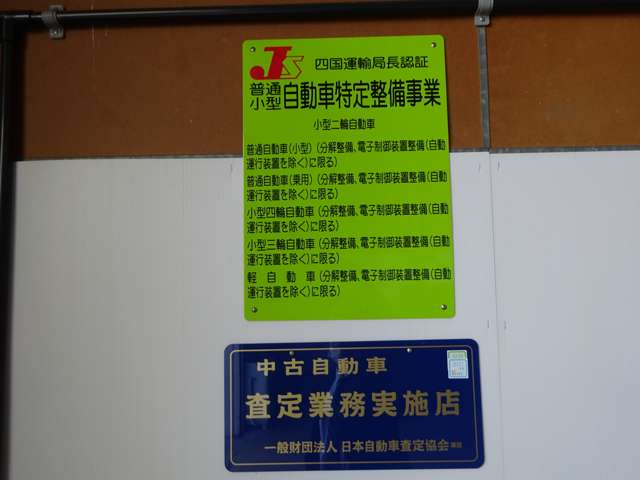 JS 四国運輸局長認証
普通
小型 自動車特定整備事業
小型二輪自動車
普通自動車(小型)(分解整備、電子制御装置整備(自動
運行装置を除く)に限る)
普通自動車(乗用)(分解整備、電子制御装置整備(自動
運行装置を除く)に限る)
小型四輪自動車(分解整備、電子制御装置整備(自動
運行装置を除く)に限る)
小型三輪自動車(分解整備、電子制御装置整備(自動
運行装置を除く)に限る)
軽自動車(分解整備、電子制御装置整備(自動
運行装置を除く)に限る)
中古自動車
査定業務実施店
一般財団法人 日本自動車査定協会